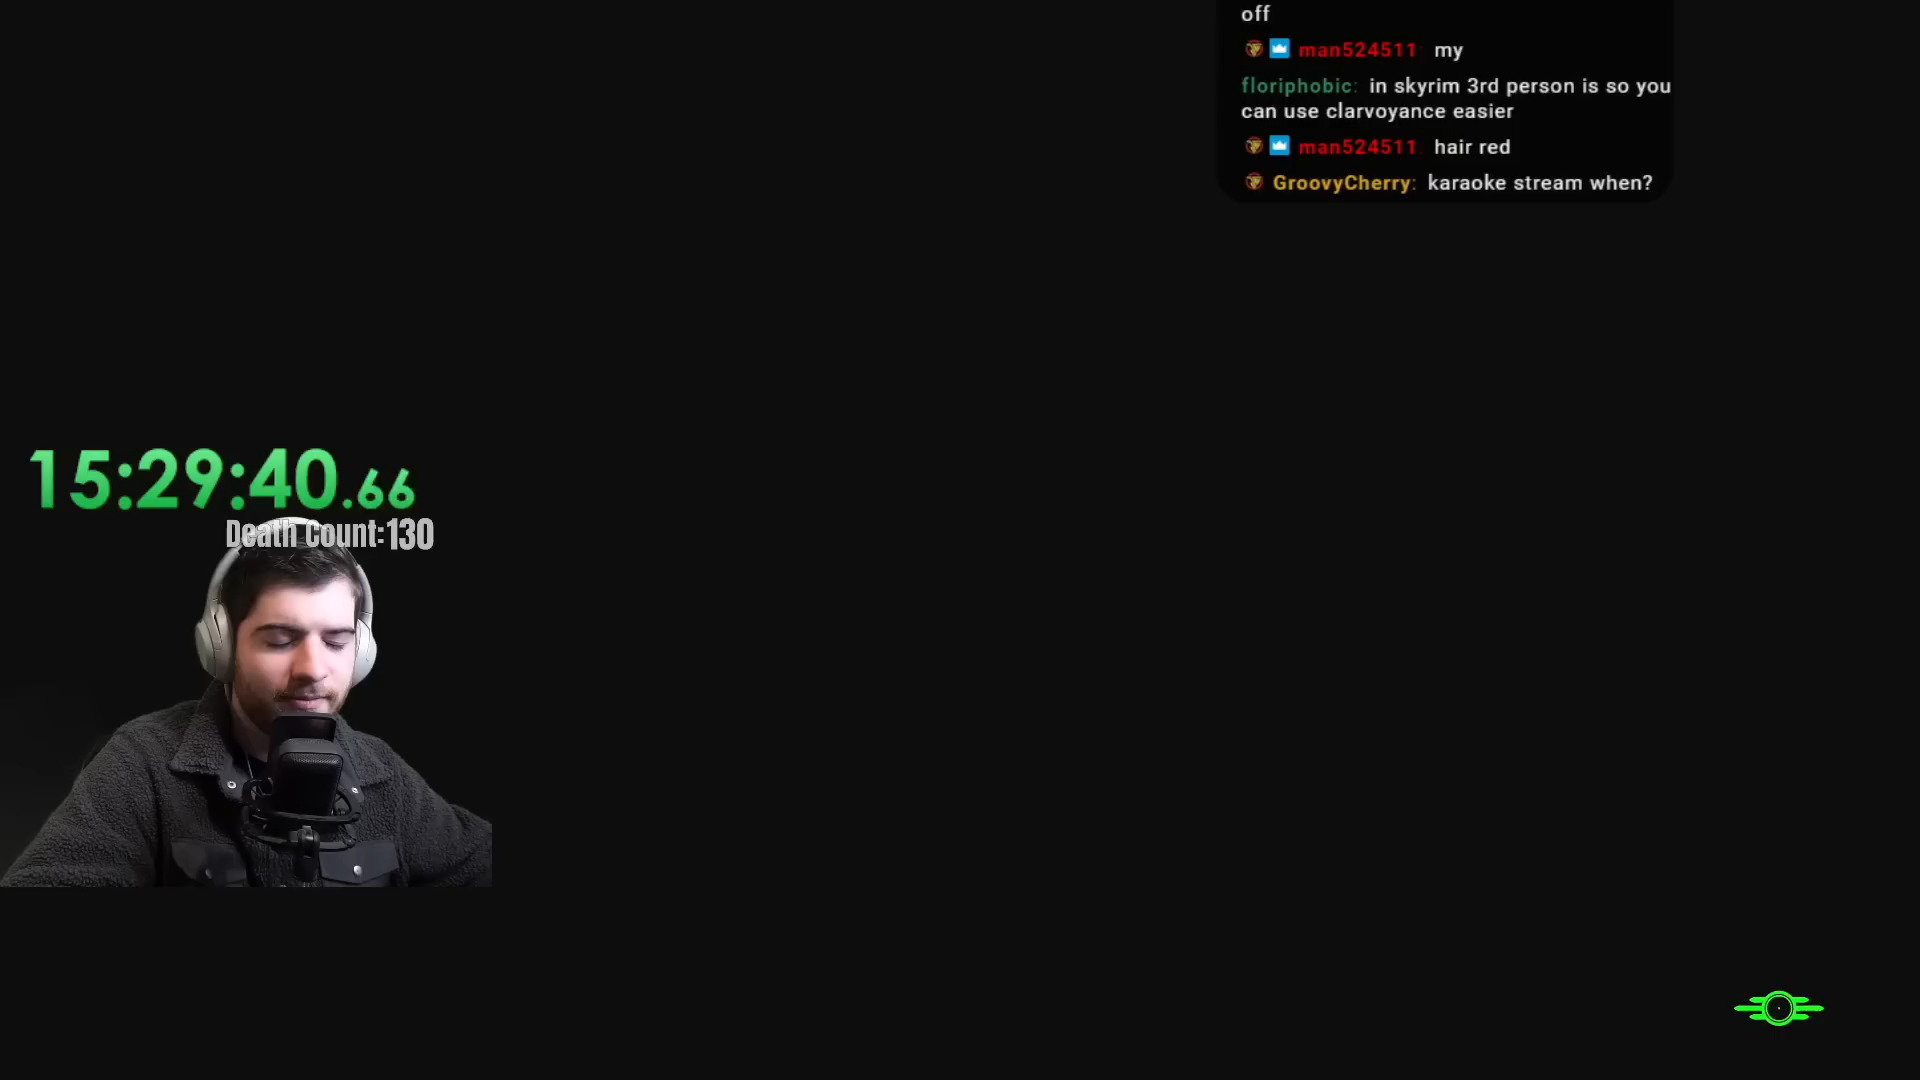 off
man524511: my
floriphobic: in skyrim 3rd person is so you
can use clarvoyance easier
man524511: hair red
GroovyCherry: karaoke stream when?
15:29:40.66
Death Count:130